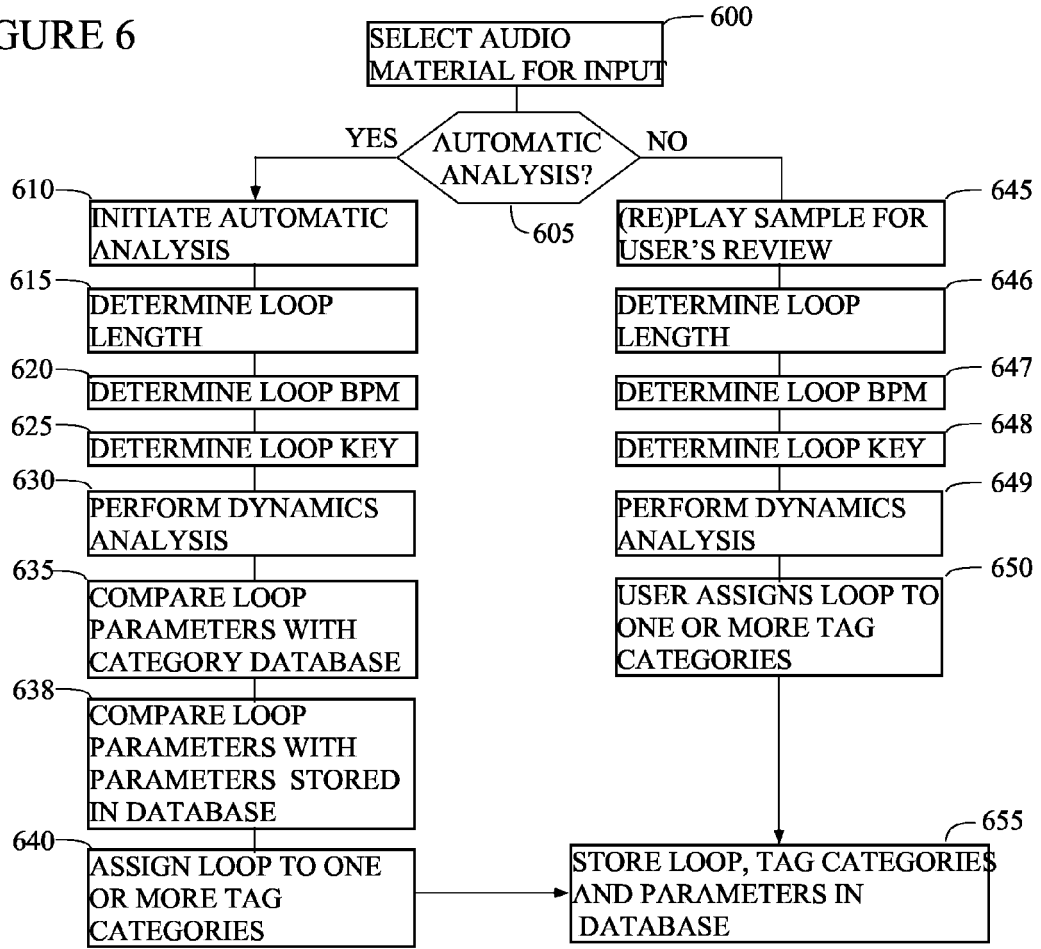 GURE 6
600
SELECT AUDIO
MATERIAL FOR INPUT
YES
AUTOMATIC
ANALYSIS?
NO
605
610
INITIATE AUTOMATIC
ANALYSIS
615
DETERMINE LOOP
LENGTH
620
DETERMINE LOOP BPM
625
DETERMINE LOOP KEY
630
PERFORM DYNAMICS
ANALYSIS
635
COMPARE LOOP
PARAMETERS WITH
CATEGORY DATABASE
638
COMPARE LOOP
PARAMETERS WITH
PARAMETERS STORED
IN DATABASE
640
ASSIGN LOOP TO ONE
OR MORE TAG
CATEGORIES
645
(RE)PLAY SAMPLE FOR
USER'S REVIEW
646
DETERMINE LOOP
LENGTH
647
DETERMINE LOOP BPM
648
DETERMINE LOOP KEY
649
PERFORM DYNAMICS
ANALYSIS
650
USER ASSIGNS LOOP TO
ONE OR MORE TAG
CATEGORIES
655
STORE LOOP, TAG CATEGORIES
AND PARAMETERS IN
DATABASE